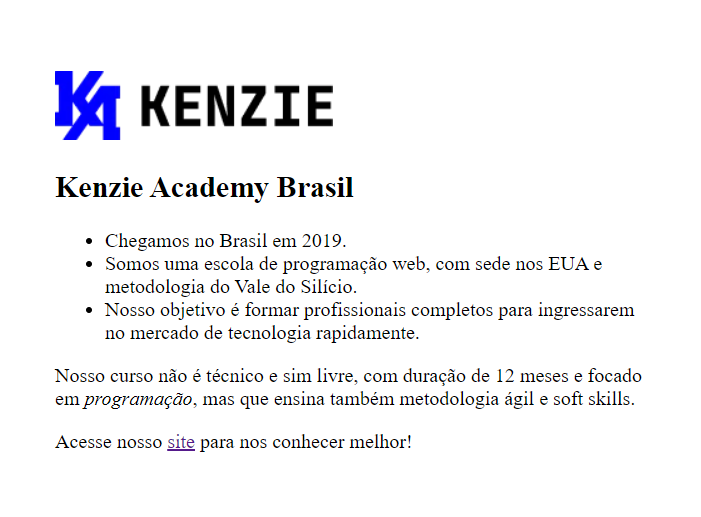 KA KENZIE
Kenzie Academy Brasil
• Chegamos no Brasil em 2019.
• Somos uma escola de programação web, com sede nos EUA e
metodologia do Vale do Silício.
• Nosso objetivo é formar profissionais completos para ingressarem
no mercado de tecnologia rapidamente.
Nosso curso não é técnico e sim livre, com duração de 12 meses e focado
em programação, mas que ensina também metodologia ágil e soft skills.
Acesse nosso site para nos conhecer melhor!